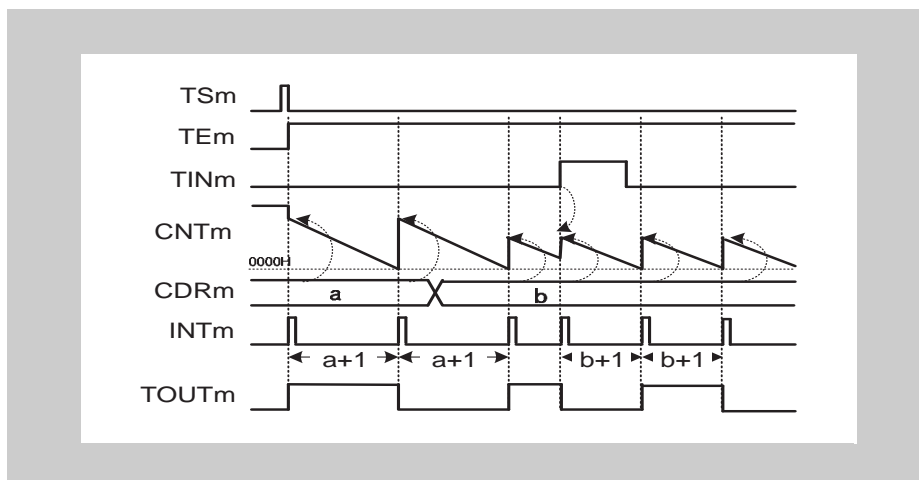 TSm
TEm
TINm
CNTm
0000H
CDRm
a
b
INTm
a+1
a+1
b+1
b+1
TOUTm